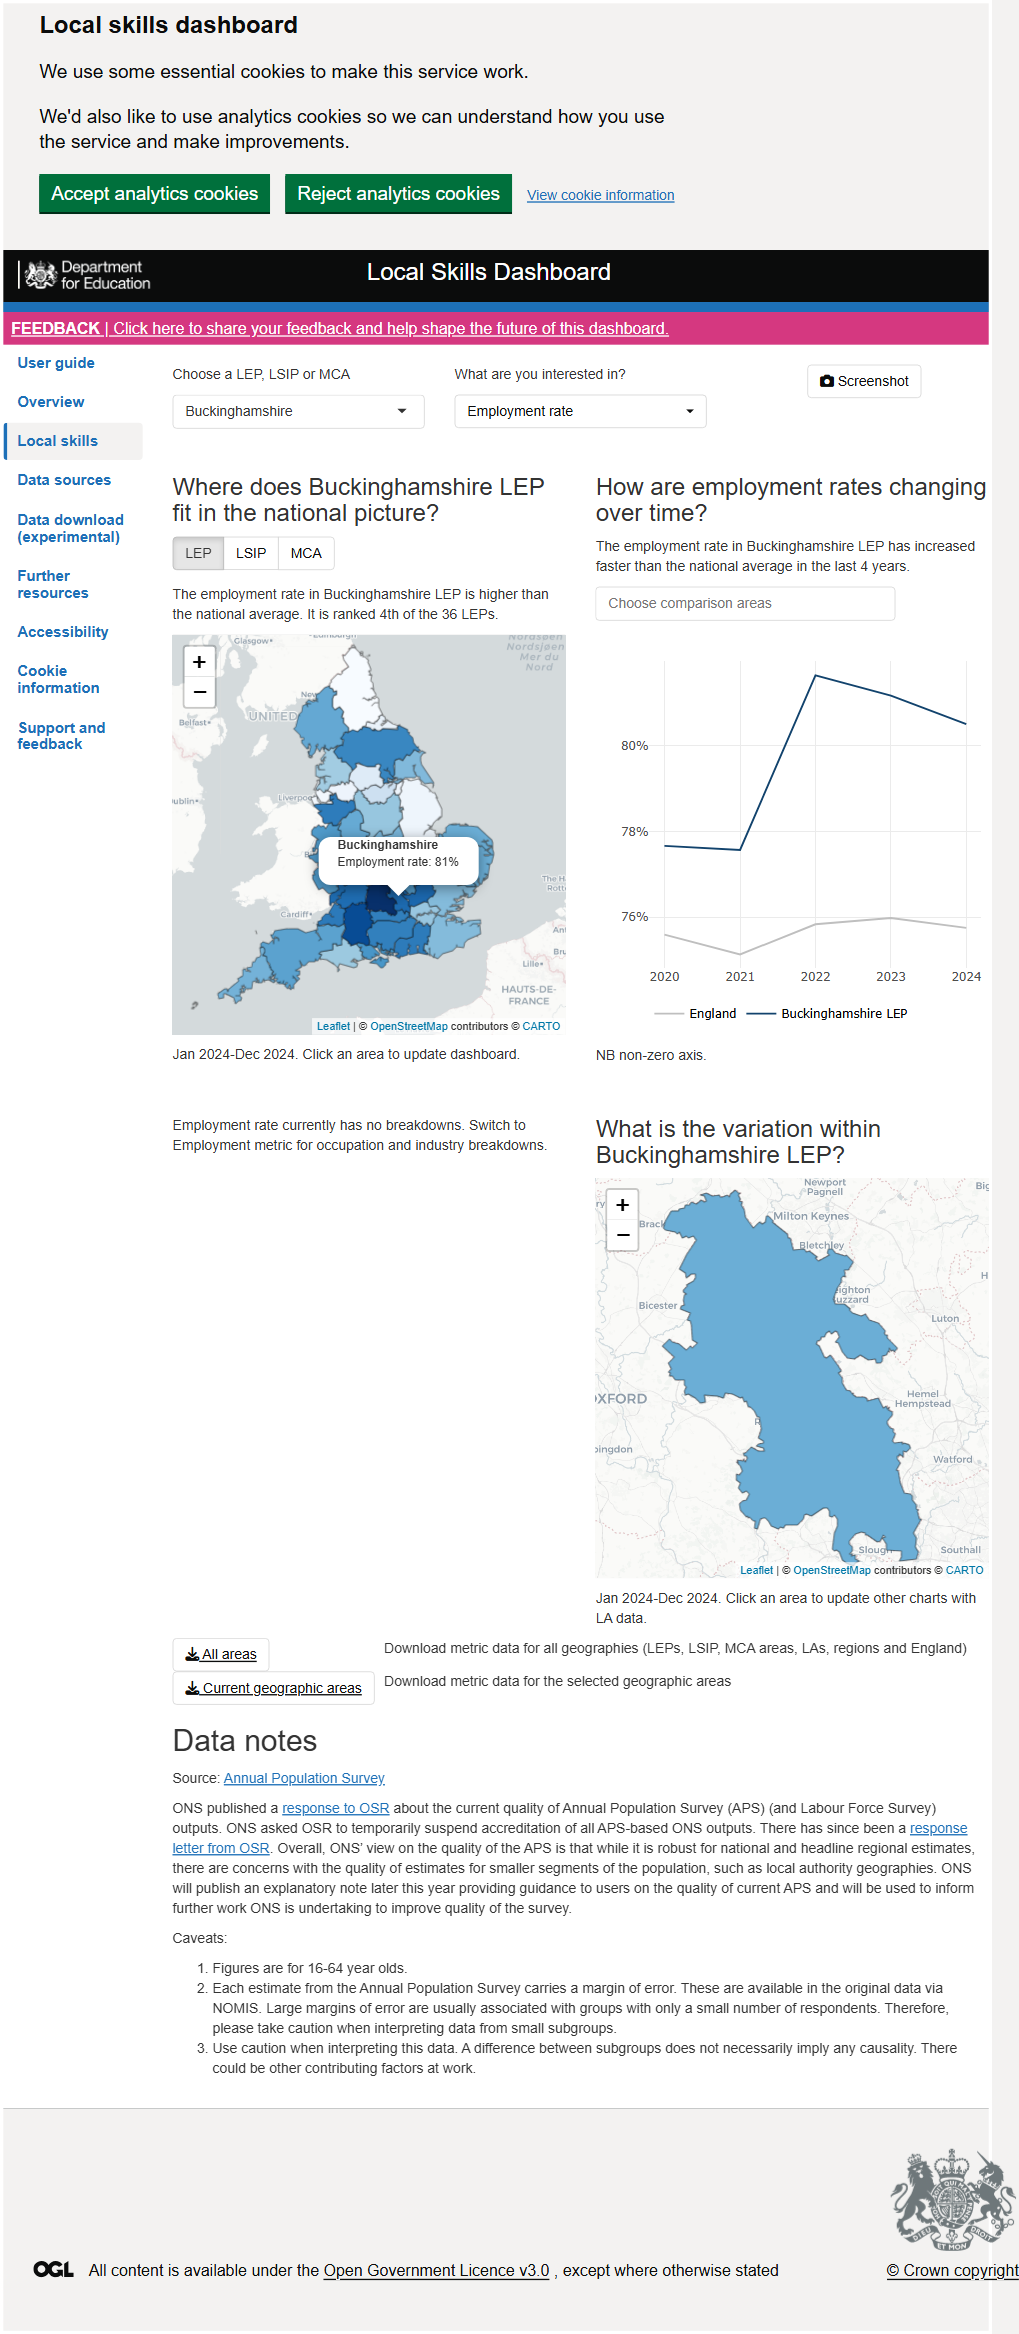 Local skills dashboard
We use some essential cookies to make this service work.
We'd also like to use analytics cookies so we can understand how you use
the service and make improvements.
Accept analytics cookies
Reject analytics cookies
View cookie information
Department
for Education
Local Skills Dashboard
FEEDBACK | Click here to share your feedback and help shape the future of this dashboard.
User guide
Overview
Local skills
Data sources
Data download
(experimental)
Further
resources
Accessibility
Cookie
information
Support and
feedback
Choose a LEP, LSIP or MCA
Buckinghamshire
What are you interested in?
Employment rate
Screenshot
Where does Buckinghamshire LEP
fit in the national picture?
LEP
LSIP
MCA
The employment rate in Buckinghamshire LEP is higher than
the national average. It is ranked 4th of the 36 LEPs.
+
−
Glasgow
Edinburgh
Nordsøen
Nordsjøen
Mer du
Nord
New
Belfast
UNITED
ublin
Liverpoo
B
Buckinghamshire
Employment rate: 81%
The H
Rott
Cardiff
Ant
Bru
Lille
HAUTS-DE-
FRANCE
Leaflet | © OpenStreetMap contributors © CARTO
Jan 2024-Dec 2024. Click an area to update dashboard.
How are employment rates changing
over time?
The employment rate in Buckinghamshire LEP has increased
faster than the national average in the last 4 years.
Choose comparison areas
80%
78%
76%
2020
2021
2022
2023
2024
England
Buckinghamshire LEP
NB non-zero axis.
Employment rate currently has no breakdowns. Switch to
Employment metric for occupation and industry breakdowns.
What is the variation within
Buckinghamshire LEP?
+
−
Newport
Pagnell
Big
ry
Brack
Milton Keynes
Bletchley
H
ighton
uzzard
Bicester
Luton
OXFORD
Hemel
Hempstead
bingdon
Watford
Slough
Southall
Leaflet | © OpenStreetMap contributors © CARTO
Jan 2024-Dec 2024. Click an area to update other charts with
LA data.
All areas
Download metric data for all geographies (LEPs, LSIP, MCA areas, LAs, regions and England)
Current geographic areas
Download metric data for the selected geographic areas
Data notes
Source: Annual Population Survey
ONS published a response to OSR about the current quality of Annual Population Survey (APS) (and Labour Force Survey)
outputs. ONS asked OSR to temporarily suspend accreditation of all APS-based ONS outputs. There has since been a response
letter from OSR. Overall, ONS' view on the quality of the APS is that while it is robust for national and headline regional estimates,
there are concerns with the quality of estimates for smaller segments of the population, such as local authority geographies. ONS
will publish an explanatory note later this year providing guidance to users on the quality of current APS and will be used to inform
further work ONS is undertaking to improve quality of the survey.
Caveats:
1. Figures are for 16-64 year olds.
2. Each estimate from the Annual Population Survey carries a margin of error. These are available in the original data via
NOMIS. Large margins of error are usually associated with groups with only a small number of respondents. Therefore,
please take caution when interpreting data from small subgroups.
3. Use caution when interpreting this data. A difference between subgroups does not necessarily imply any causality. There
could be other contributing factors at work.
DIEU ET MON DROIT
OGL
All content is available under the Open Government Licence v3.0 , except where otherwise stated
© Crown copyright